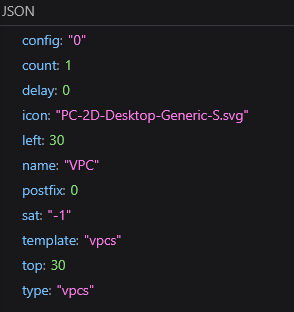 JSON
config: "0"
count: 1
delay: 0
icon: "PC-2D-Desktop-Generic-S.svg"
left: 30
name: "VPC"
postfix: 0
sat: "-1"
template: "vpcs"
top: 30
type: "vpcs"